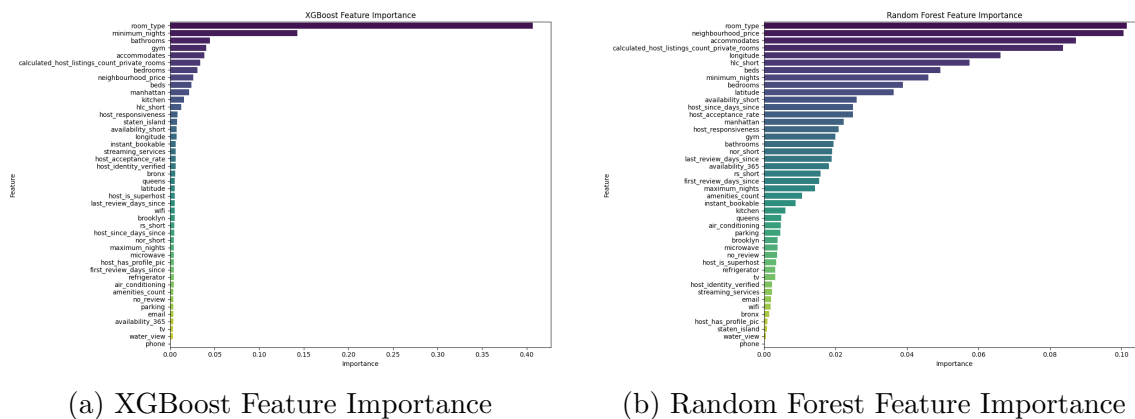 XGBoost Feature Importance
room_type
minimum_nights
bathrooms
gym
accommodates
calculated_host_listings_count_private_rooms
bedrooms
neighbourhood_price
beds
manhattan
kitchen
hlc_short
host_responsiveness
staten_island
availability_short
longitude
instant_bookable
streaming_services
host_acceptance_rate
host_identity_verified
bronx
queens
latitude
host_is_superhost
last_review_days_since
wifi
brooklyn
rs_short
host_since_days_since
nor_short
maximum_nights
microwave
host_has_profile_pic
first_review_days_since
refrigerator
air_conditioning
amenities_count
no_review
parking
email
availability_365
tv
water_view
phone
Feature
0.00 0.05 0.10 0.15 0.20 0.25 0.30 0.35 0.40
Importance
(a) XGBoost Feature Importance
Random Forest Feature Importance
room_type
neighbourhood_price
accommodates
calculated_host_listings_count_private_rooms
longitude
hlc_short
beds
minimum_nights
bedrooms
latitude
availability_short
host_since_days_since
host_acceptance_rate
manhattan
host_responsiveness
gym
bathrooms
nor_short
last_review_days_since
availability_365
rs_short
first_review_days_since
maximum_nights
amenities_count
instant_bookable
kitchen
queens
air_conditioning
parking
brooklyn
microwave
no_review
host_is_superhost
refrigerator
tv
host_identity_verified
streaming_services
email
wifi
bronx
host_has_profile_pic
staten_island
water_view
phone
Feature
0.00 0.02 0.04 0.06 0.08 0.10
Importance
(b) Random Forest Feature Importance